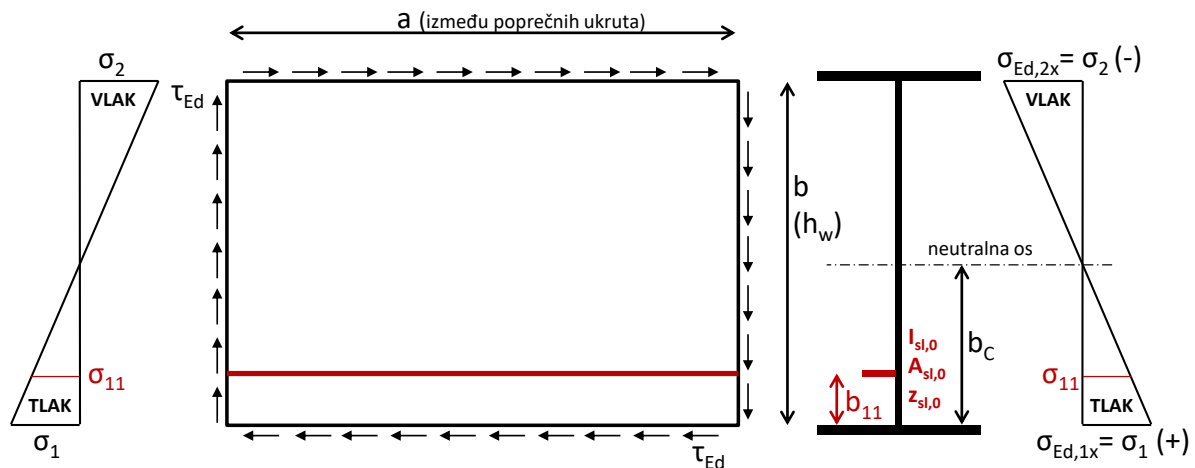 a (između poprečnih ukruta)
σ2
VLAK
τEd
σ11
TLAK
σ1
τEd
b
(hw)
neutralna os
Isl,0
Asl,0
zsl,0
b11
bC
σEd,2x= σ2 (-)
VLAK
σ11
TLAK
σEd,1x= σ1 (+)